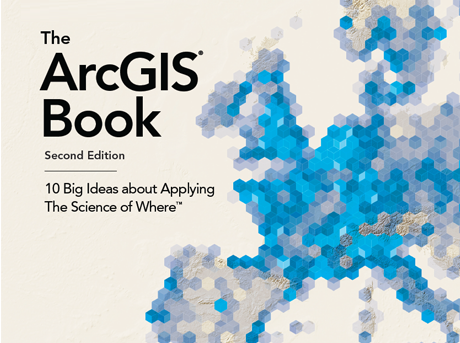 The
ArcGIS®
Book
Second Edition
10 Big Ideas about Applying
The Science of Where™